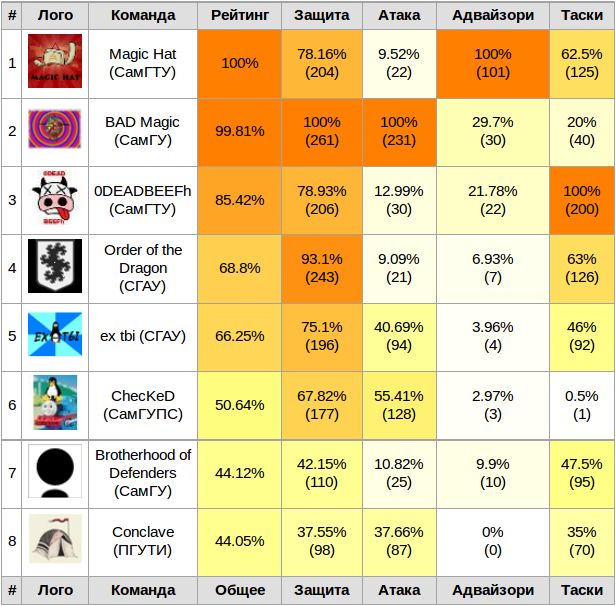 # Лого Команда Рейтинг Защита Атака Адвайзори Таски
1 MAGIC HAT Magic Hat (СамГТУ) 100% 78.16% (204) 9.52% (22) 100% (101) 62.5% (125)
2 BAD Magic (СамГУ) 99.81% 100% (261) 100% (231) 29.7% (30) 20% (40)
3 0DEAD BEEFh 0DEADBEEFh (СамГТУ) 85.42% 78.93% (206) 12.99% (30) 21.78% (22) 100% (200)
4 Order of the Dragon (СГАУ) 68.8% 93.1% (243) 9.09% (21) 6.93% (7) 63% (126)
5 EX TbI ex tbi (СГАУ) 66.25% 75.1% (196) 40.69% (94) 3.96% (4) 46% (92)
6 ChecKeD (СамГУПС) 50.64% 67.82% (177) 55.41% (128) 2.97% (3) 0.5% (1)
7 Brotherhood of Defenders (СамГУ) 44.12% 42.15% (110) 10.82% (25) 9.9% (10) 47.5% (95)
8 Conclave (ПГУТИ) 44.05% 37.55% (98) 37.66% (87) 0% (0) 35% (70)
# Лого Команда Общее Защита Атака Адвайзори Таски